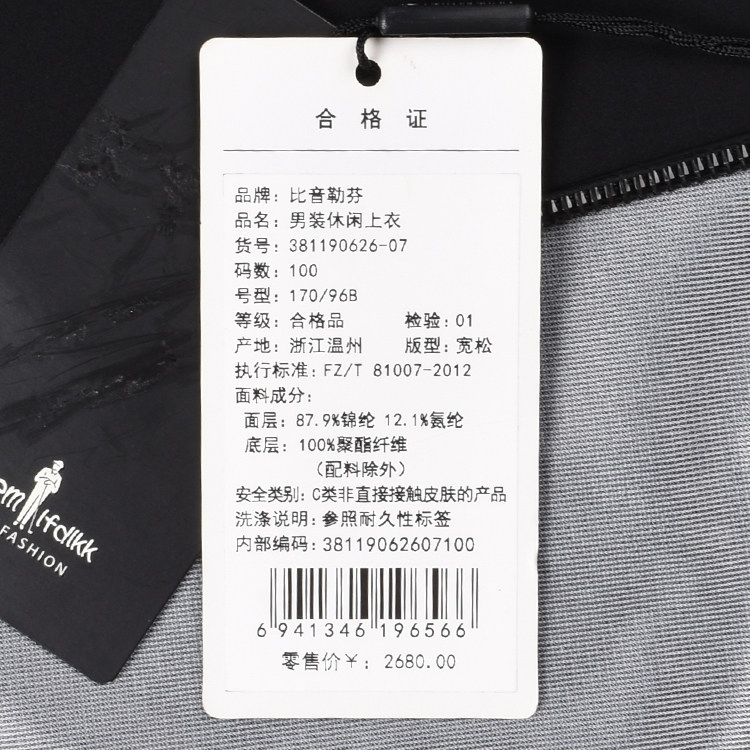 合格证
品牌: 比音勒芬
品名: 男装休闲上衣
货号: 381190626-07
码数: 100
号型: 170/96B
等级: 合格品 检验: 01
产地: 浙江温州 版型: 宽松
执行标准: FZ/T 81007-2012
面料成分:
面层: 87.9%锦纶 12.1%氨纶
底层: 100%聚酯纤维
(配料除外)
安全类别: C类非直接接触皮肤的产品
洗涤说明: 参照耐久性标签
内部编码: 38119062607100
6 941346 196566
零售价¥: 2680.00
FASHION